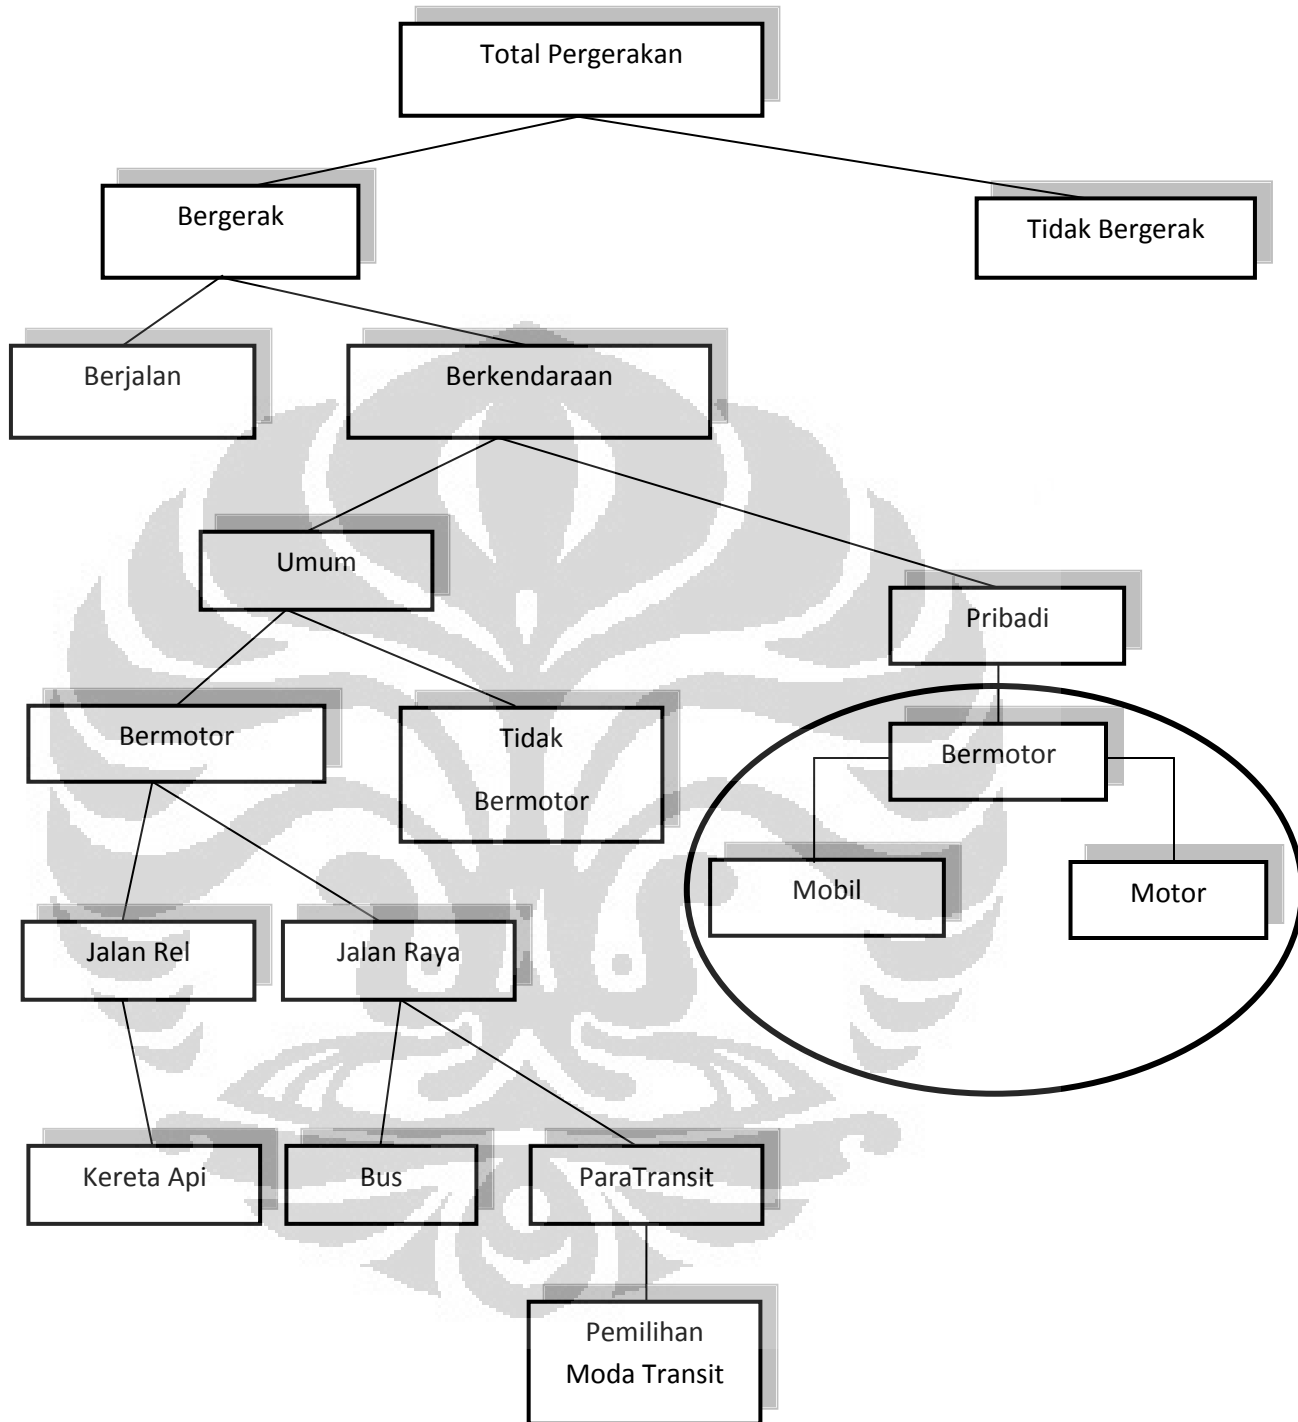 Total Pergerakan
Bergerak
Tidak Bergerak
Berjalan
Berkendaraan
Umum
Pribadi
Bermotor
Tidak
Bermotor
Bermotor
Mobil
Motor
Jalan Rel
Jalan Raya
Kereta Api
Bus
ParaTransit
Pemilihan
Moda Transit